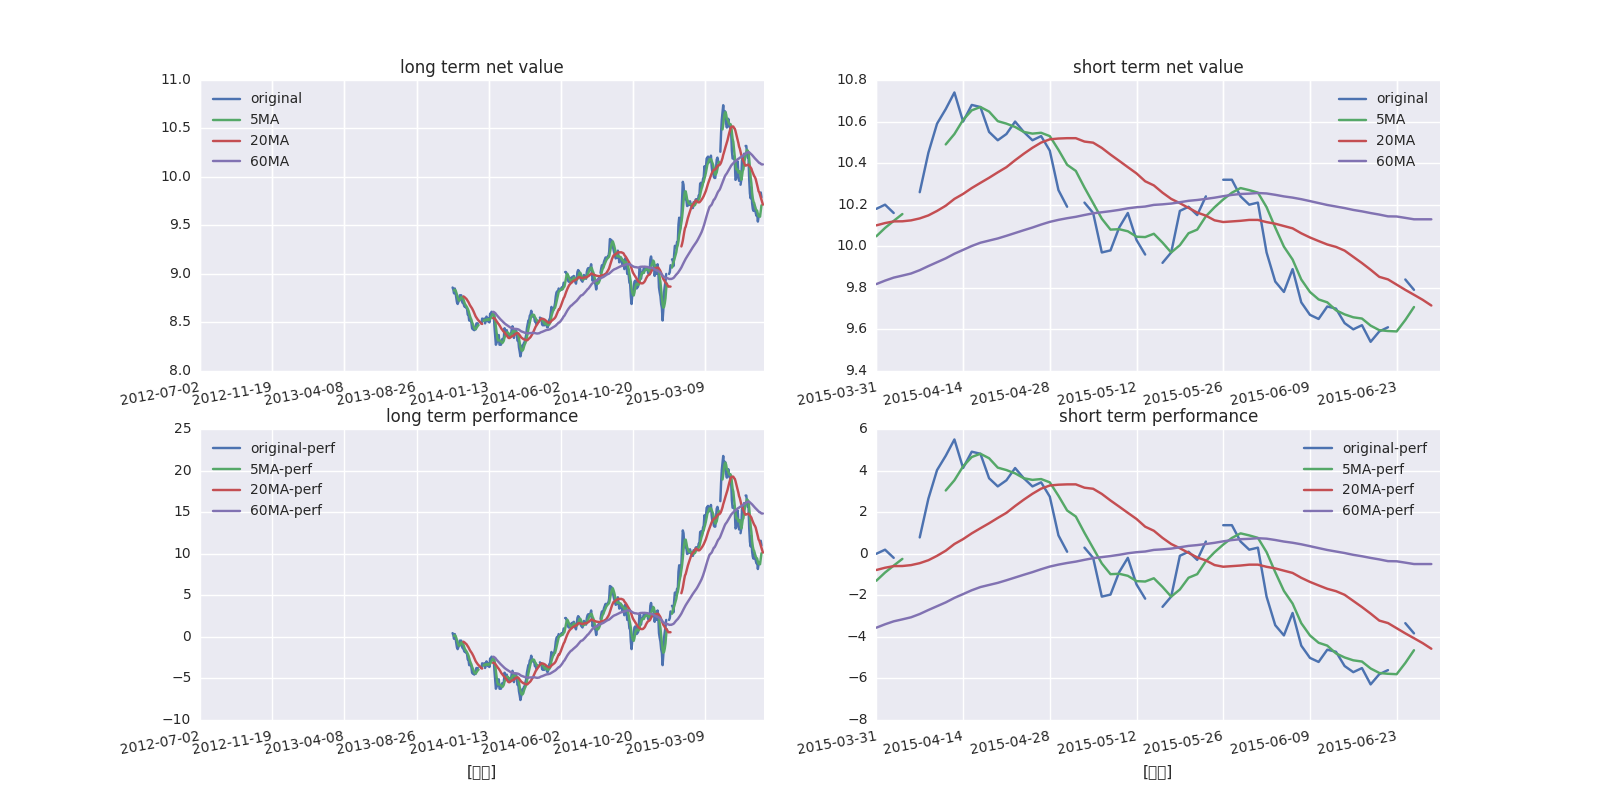 long term net value
11.0
10.5
10.0
9.5
9.0
8.5
8.0
original
5MA
20MA
60MA
2012-07-02 2012-11-19 2013-04-08 2013-08-26 2014-01-13 2014-06-02 2014-10-20 2015-03-09
short term net value
10.8
10.6
10.4
10.2
10.0
9.8
9.6
9.4
original
5MA
20MA
60MA
2015-03-31 2015-04-14 2015-04-28 2015-05-12 2015-05-26 2015-06-09 2015-06-23
long term performance
25
20
15
10
5
0
−5
−10
original-perf
5MA-perf
20MA-perf
60MA-perf
2012-07-02 2012-11-19 2013-04-08 2013-08-26 2014-01-13 2014-06-02 2014-10-20 2015-03-09
short term performance
6
4
2
0
−2
−4
−6
−8
original-perf
5MA-perf
20MA-perf
60MA-perf
2015-03-31 2015-04-14 2015-04-28 2015-05-12 2015-05-26 2015-06-09 2015-06-23